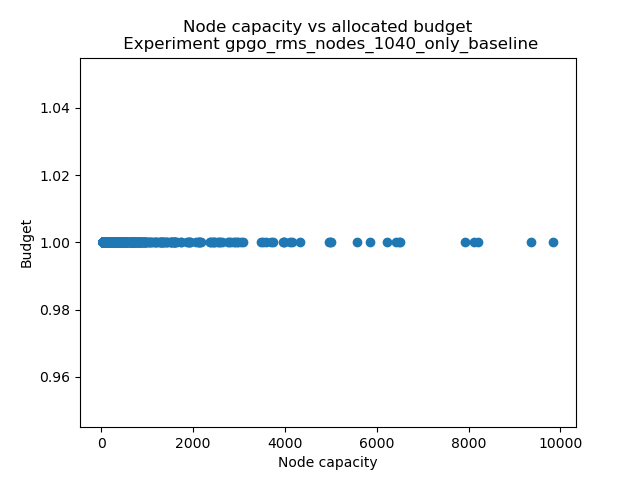 Node capacity vs allocated budget
Experiment gpgo_rms_nodes_1040_only_baseline
1.04
1.02
1.00
0.98
0.96
Budget
0
2000
4000
6000
8000
10000
Node capacity